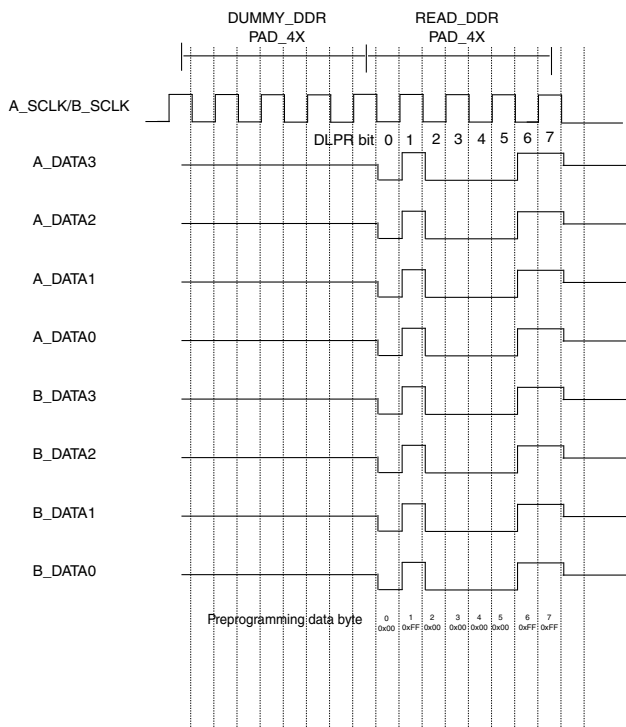 DUMMY_DDR READ_DDR
PAD_4X PAD_4X
A_SCLK/B_SCLK
DLPR bit 0 1 2 3 4 5 6 7
A_DATA3
A_DATA2
A_DATA1
A_DATA0
B_DATA3
B_DATA2
B_DATA1
B_DATA0
Preprogramming data byte 0 1 2 3 4 5 6 7
0x00 0xFF 0x00 0x00 0x00 0x00 0xFF 0xFF